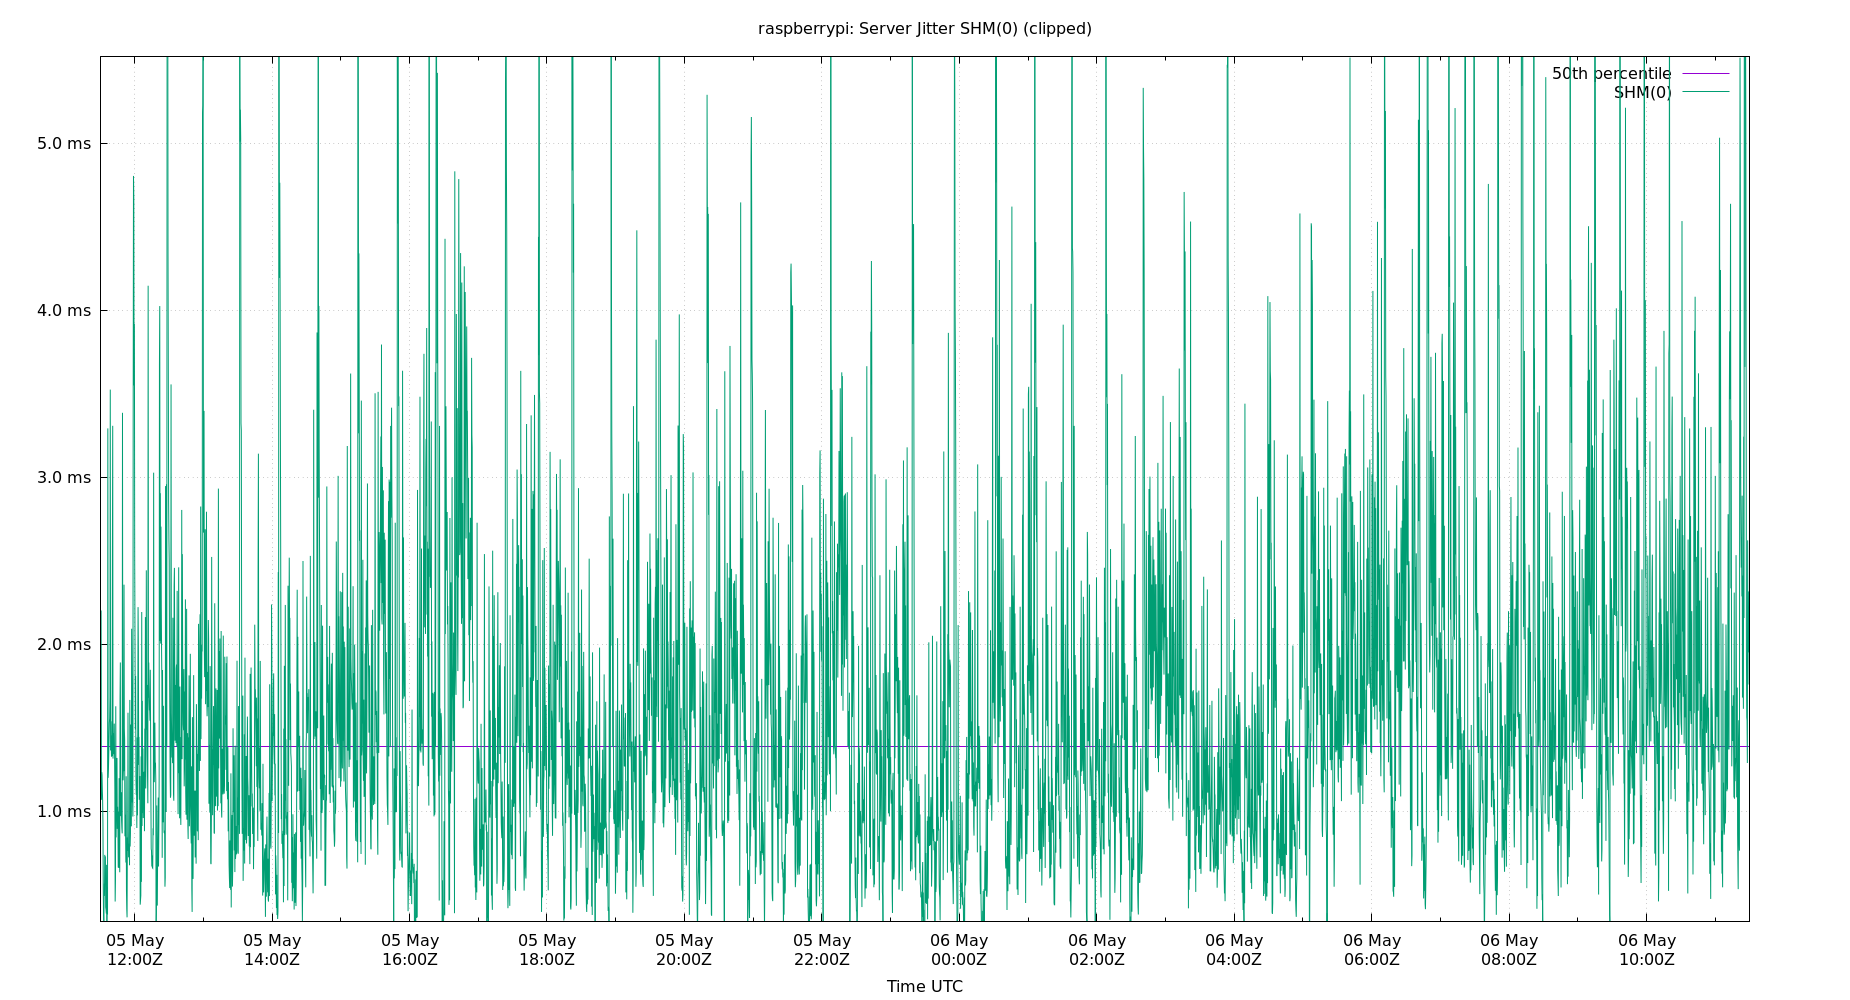 raspberrypi: Server Jitter SHM(0) (clipped)
50th percentile
SHM(0)
5.0 ms
4.0 ms
3.0 ms
2.0 ms
1.0 ms
05 May 05 May 05 May 05 May 05 May 05 May 06 May 06 May 06 May 06 May 06 May 06 May
12:00Z 14:00Z 16:00Z 18:00Z 20:00Z 22:00Z 00:00Z 02:00Z 04:00Z 06:00Z 08:00Z 10:00Z
Time UTC